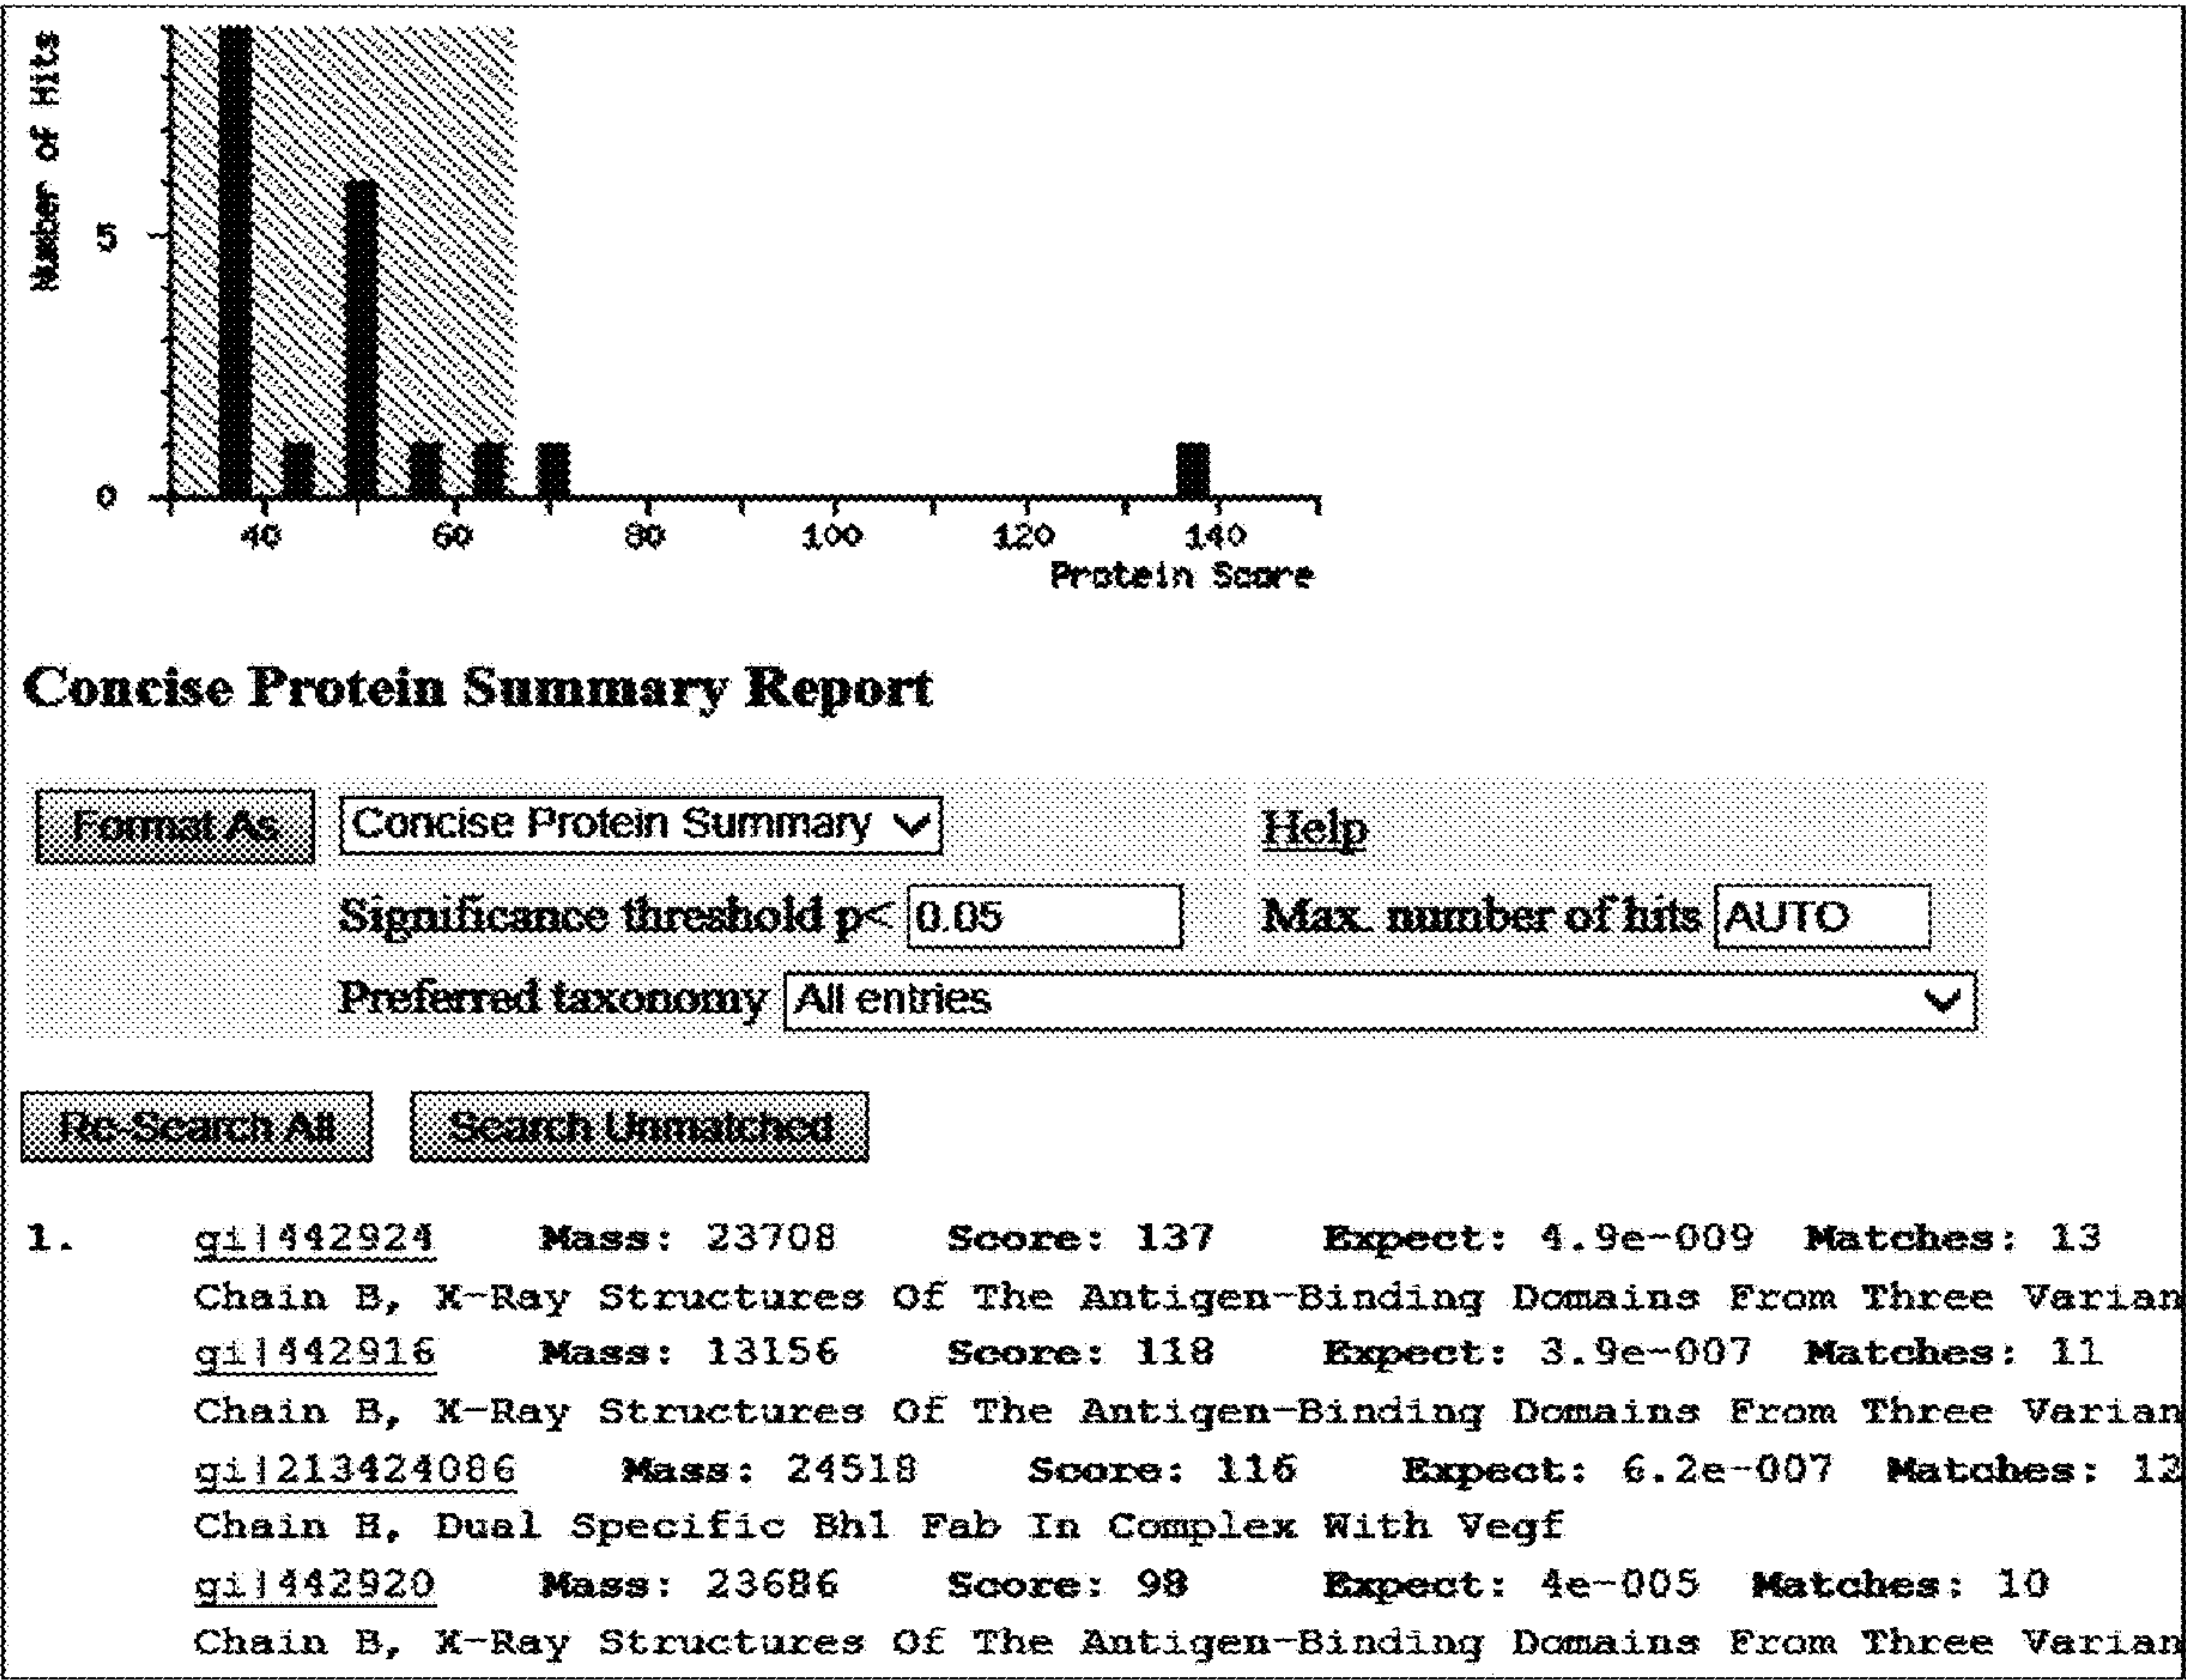 Number of Hits
5
0
40 60 80 100 120 140
Protein Score
Concise Protein Summary Report
Format As Concise Protein Summary Help
Significance threshold p< 0.05 Max. number of hits AUTO
Preferred taxonomy All entries
Re-Search All Search Unmatched
1. gi|442924 Mass: 23708 Score: 137 Expect: 4.9e-009 Matches: 13
Chain B, X-Ray Structures Of The Antigen-Binding Domains From Three Varian
gi|442916 Mass: 13156 Score: 118 Expect: 3.9e-007 Matches: 11
Chain B, X-Ray Structures Of The Antigen-Binding Domains From Three Varian
gi|213424086 Mass: 24518 Score: 116 Expect: 6.2e-007 Matches: 12
Chain H, Dual Specific Bh1 Fab In Complex With Vegf
gi|442920 Mass: 23686 Score: 98 Expect: 4e-005 Matches: 10
Chain B, X-Ray Structures Of The Antigen-Binding Domains From Three Varian